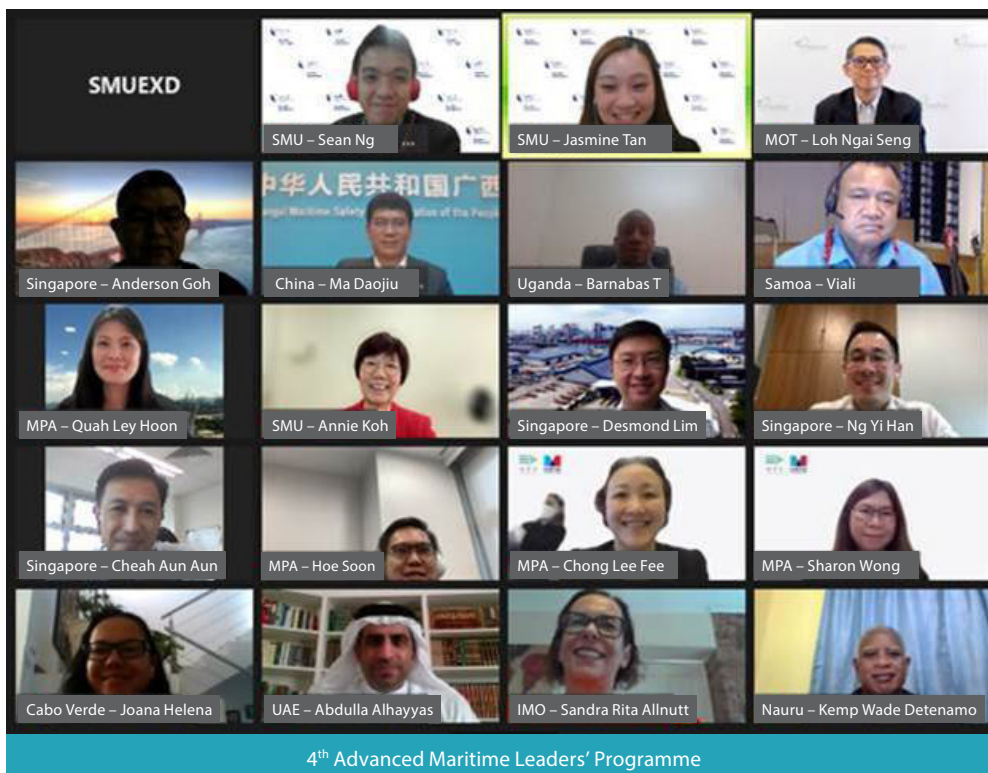 SMUEXD
SMU – Sean Ng
SMU – Jasmine Tan
MOT – Loh Ngai Seng
Singapore – Anderson Goh
中华人民共和国广西
Maritime Safety
of the
China – Ma Daojiu
Uganda – Barnabas T
Samoa – Viali
MPA – Quah Ley Hoon
SMU – Annie Koh
Singapore – Desmond Lim
Singapore – Ng Yi Han
Singapore – Cheah Aun Aun
MPA – Hoe Soon
MPA – Chong Lee Fee
MPA – Sharon Wong
Cabo Verde – Joana Helena
UAE – Abdulla Alhayyas
IMO – Sandra Rita Allnutt
Nauru – Kemp Wade Detenamo
4th Advanced Maritime Leaders’ Programme